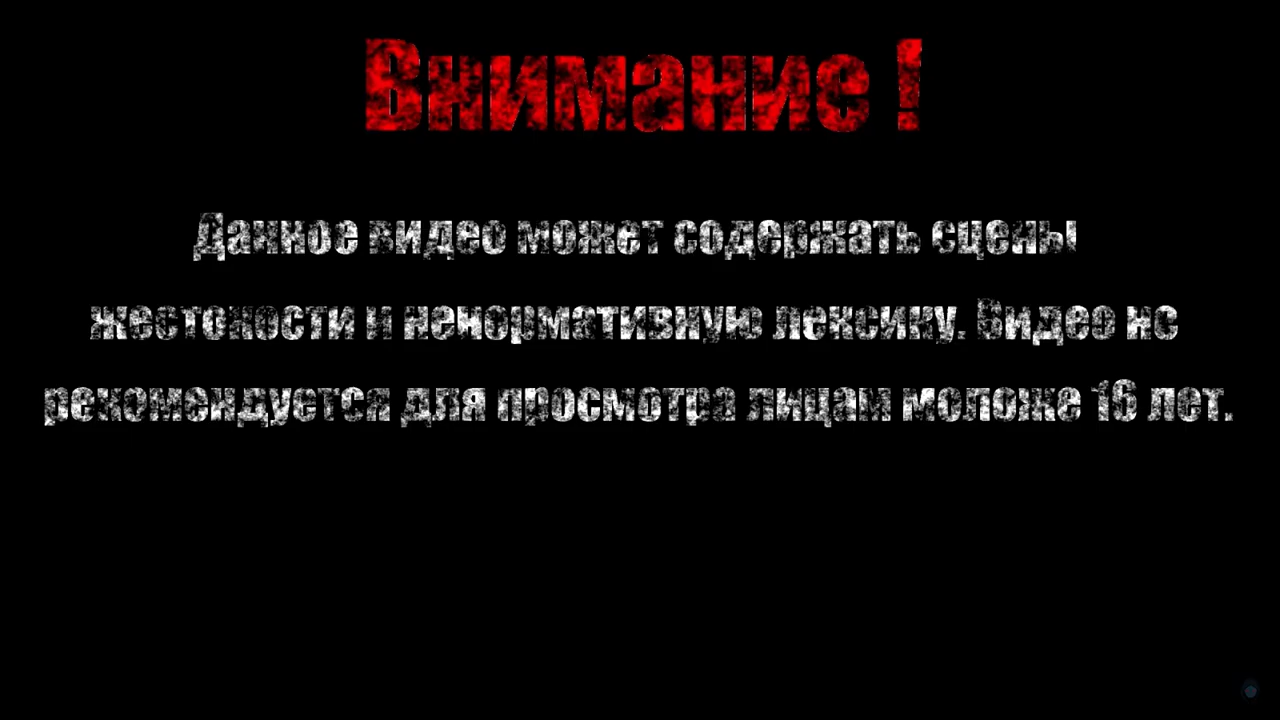 Внимание !
Данное видео может содержать сцены
жестокости и ненормативную лексику. Видео не
рекомендуется для просмотра лицам моложе 16 лет.